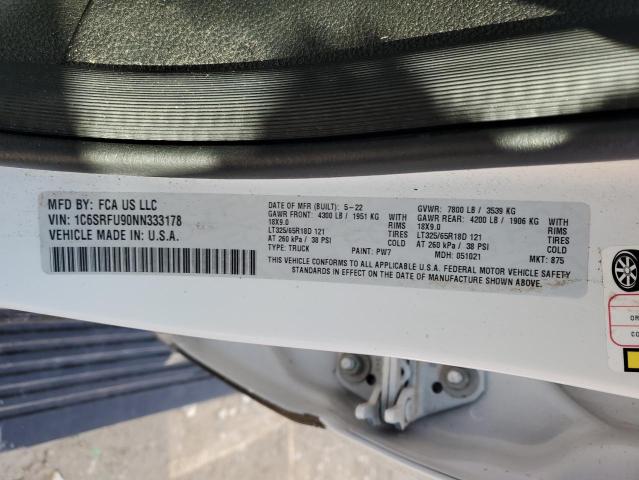 MFD BY: FCA US LLC
VIN: 1C6SRFU90NN333178
VEHICLE MADE IN: U.S.A.
DATE OF MFR (BUILT): 5-22
GAWR FRONT: 4300 LB / 1951 KG WITH
18X9.0 RIMS
LT325/65R18D 121 TIRES
AT 260 kPa / 38 PSI COLD
TYPE: TRUCK PAINT: PW7
GVWR: 7800 LB / 3539 KG
GAWR REAR: 4200 LB / 1906 KG WITH
18X9.0 RIMS
LT325/65R18D 121 TIRES
AT 260 kPa / 38 PSI COLD
MDH: 051021 MKT: 875
THIS VEHICLE CONFORMS TO ALL APPLICABLE U.S.A. FEDERAL MOTOR VEHICLE SAFETY
STANDARDS IN EFFECT ON THE DATE OF MANUFACTURE SHOWN ABOVE.
OR
CO